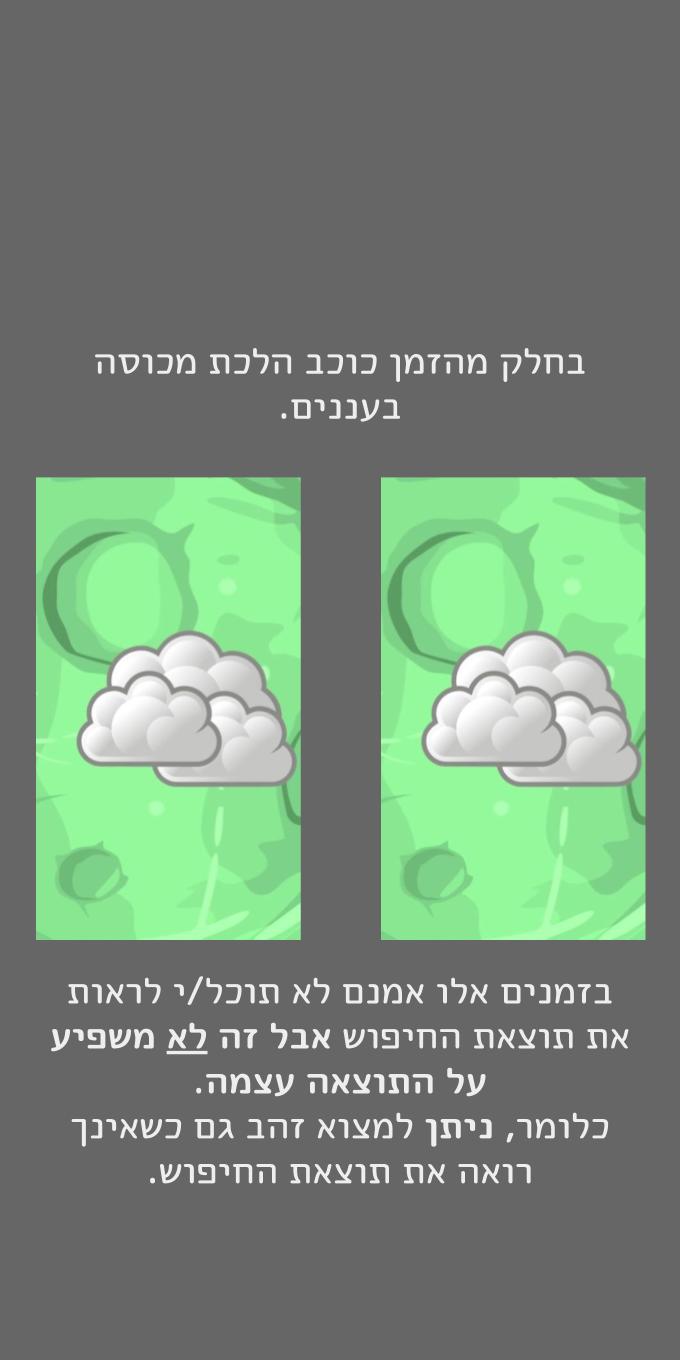 בחלק מהזמן כוכב הלכת מכוסה
בעננים.
בזמנים אלו אמנם לא תוכל/י לראות
את תוצאת החיפוש אבל זה לא משפיע
על התוצאה עצמה.
כלומר, ניתן למצוא זהב גם כשאינך
רואה את תוצאת החיפוש.